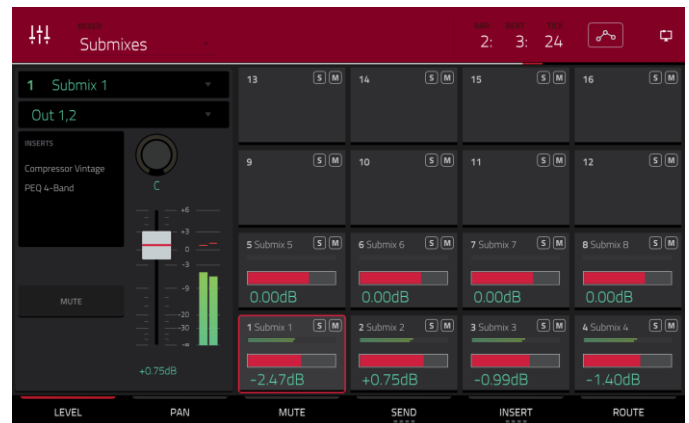 MIXER
Submixes
BAR BEAT TICK
2: 3: 24
1 Submix 1
Out 1,2
INSERTS
Compressor Vintage
PEQ 4-Band
C
+6
+3
0
-3
-9
-20
-30
-∞
MUTE
+0.75dB
13 S M
14 S M
15 S M
16 S M
9 S M
10 S M
11 S M
12 S M
5 Submix 5 S M
6 Submix 6 S M
7 Submix 7 S M
8 Submix 8 S M
0.00dB
0.00dB
0.00dB
0.00dB
1 Submix 1 S M
2 Submix 2 S M
3 Submix 3 S M
4 Submix 4 S M
-2.47dB
+0.75dB
-0.99dB
-1.40dB
LEVEL
PAN
MUTE
SEND
INSERT
ROUTE